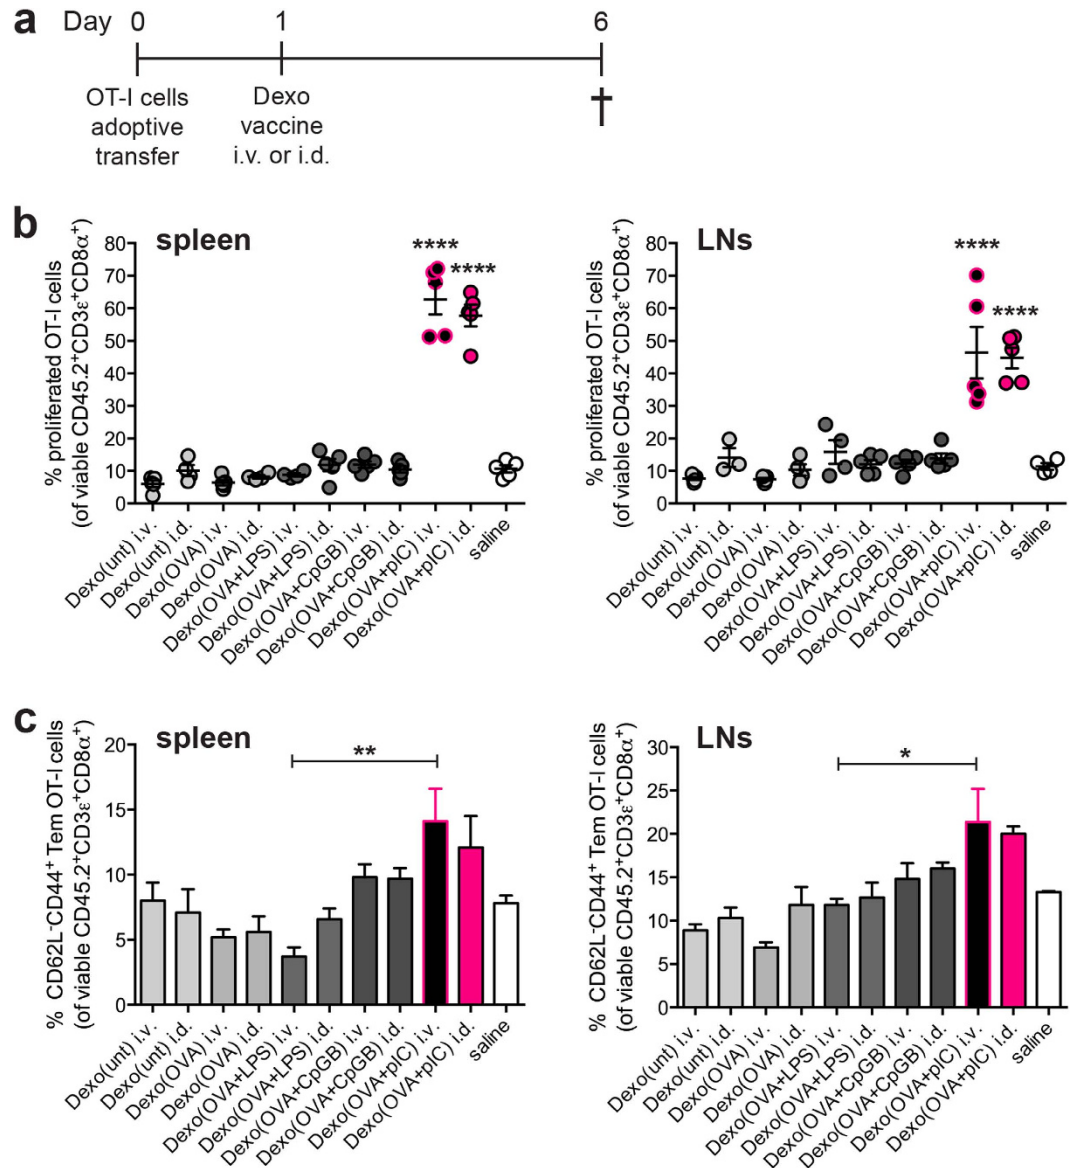 a Day 0 1 6
OT-I cells
adoptive
transfer
Dexo
vaccine
i.v. or i.d.
†
b
% proliferated OT-I cells
(of viable CD45.2⁺CD3ε⁺CD8α⁺)
spleen
80
70
60
50
40
30
20
10
0
****
****
Dexo(unt) i.v.
Dexo(unt) i.d.
Dexo(OVA) i.v.
Dexo(OVA) i.d.
Dexo(OVA+LPS) i.v.
Dexo(OVA+LPS) i.d.
Dexo(OVA+CpGB) i.v.
Dexo(OVA+CpGB) i.d.
Dexo(OVA+pIC) i.v.
Dexo(OVA+pIC) i.d.
saline
% proliferated OT-I cells
(of viable CD45.2⁺CD3ε⁺CD8α⁺)
LNs
80
70
60
50
40
30
20
10
0
****
****
Dexo(unt) i.v.
Dexo(unt) i.d.
Dexo(OVA) i.v.
Dexo(OVA) i.d.
Dexo(OVA+LPS) i.v.
Dexo(OVA+LPS) i.d.
Dexo(OVA+CpGB) i.v.
Dexo(OVA+CpGB) i.d.
Dexo(OVA+pIC) i.v.
Dexo(OVA+pIC) i.d.
saline
c
% CD62L⁻CD44⁺ Tem OT-I cells
(of viable CD45.2⁺CD3ε⁺CD8α⁺)
spleen
20
15
10
5
0
**
Dexo(unt) i.v.
Dexo(unt) i.d.
Dexo(OVA) i.v.
Dexo(OVA) i.d.
Dexo(OVA+LPS) i.v.
Dexo(OVA+LPS) i.d.
Dexo(OVA+CpGB) i.v.
Dexo(OVA+CpGB) i.d.
Dexo(OVA+pIC) i.v.
Dexo(OVA+pIC) i.d.
saline
% CD62L⁻CD44⁺ Tem OT-I cells
(of viable CD45.2⁺CD3ε⁺CD8α⁺)
LNs
30
25
20
15
10
5
0
*
Dexo(unt) i.v.
Dexo(unt) i.d.
Dexo(OVA) i.v.
Dexo(OVA) i.d.
Dexo(OVA+LPS) i.v.
Dexo(OVA+LPS) i.d.
Dexo(OVA+CpGB) i.v.
Dexo(OVA+CpGB) i.d.
Dexo(OVA+pIC) i.v.
Dexo(OVA+pIC) i.d.
saline